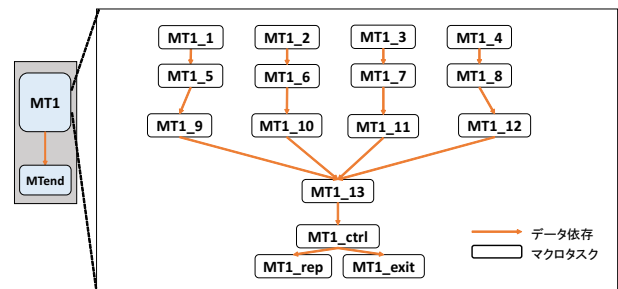 MT1_1 MT1_2 MT1_3 MT1_4
MT1_5 MT1_6 MT1_7 MT1_8
MT1
MT1_9 MT1_10 MT1_11 MT1_12
MTend
MT1_13
MT1_ctrl
データ依存
MT1_rep MT1_exit
マクロタスク